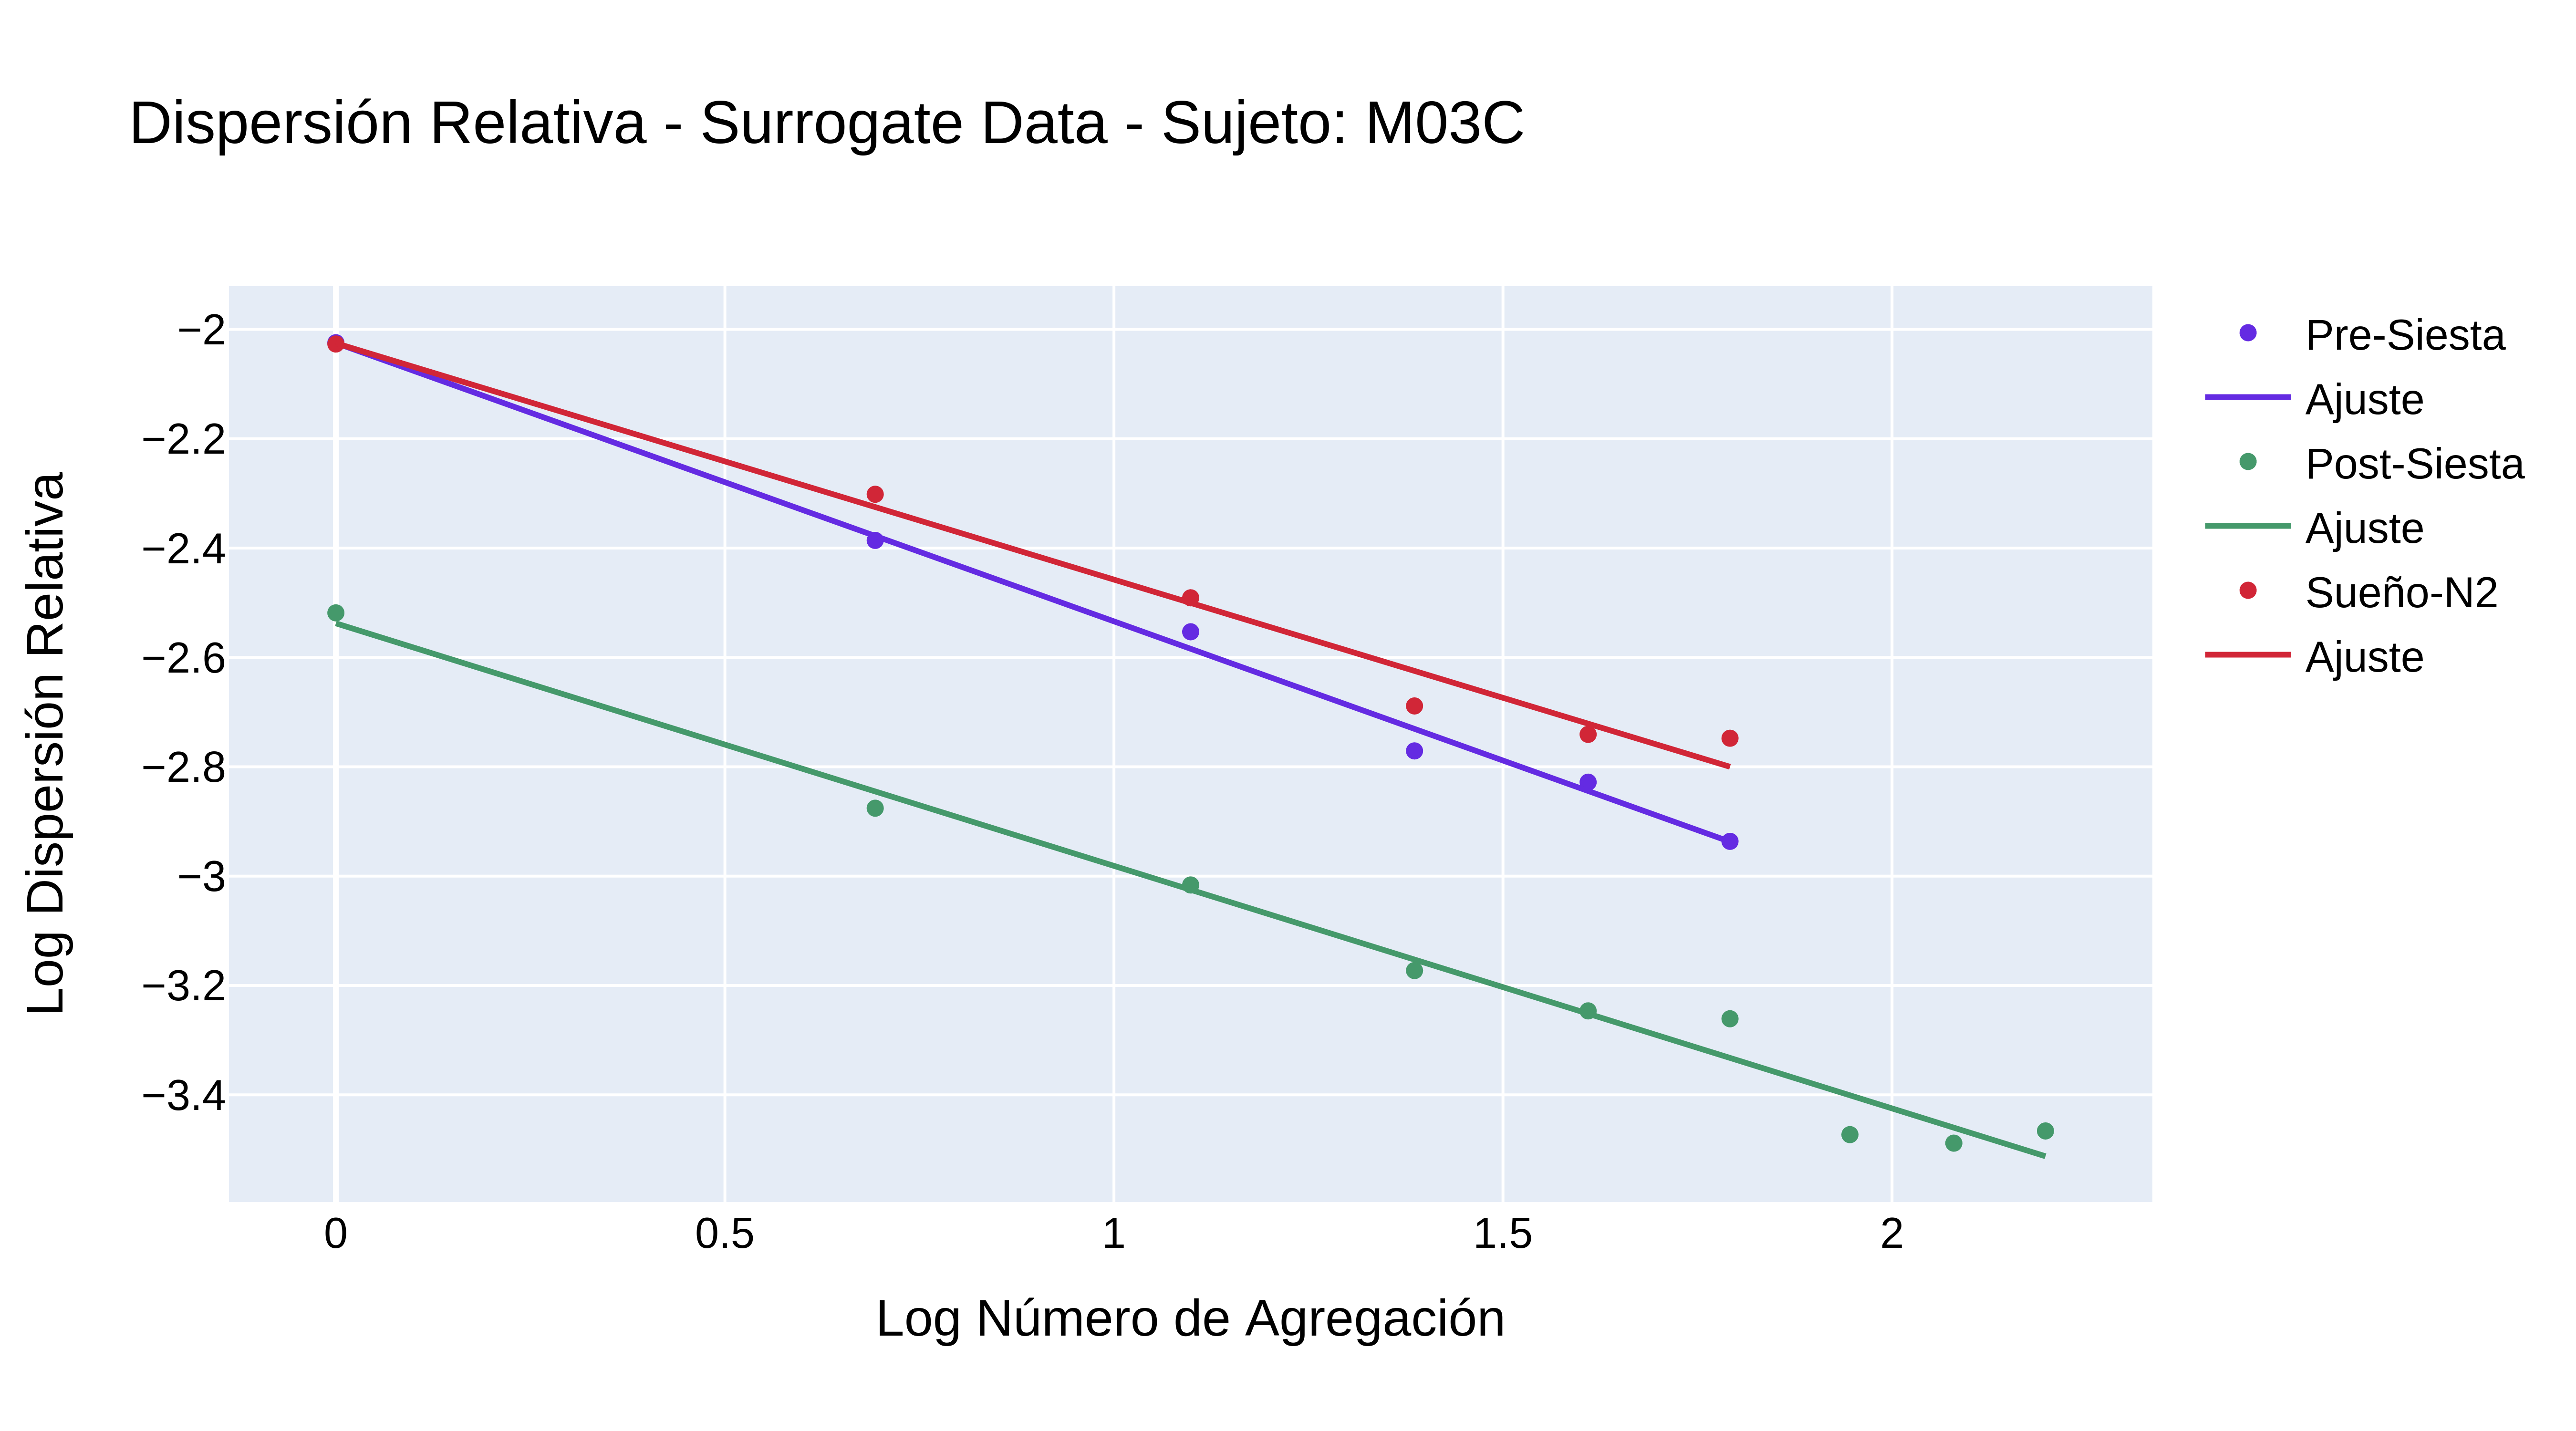 Dispersión Relativa - Surrogate Data - Sujeto: M03C
Log Dispersión Relativa
−2
−2.2
−2.4
−2.6
−2.8
−3
−3.2
−3.4
0
0.5
1
1.5
2
Log Número de Agregación
Pre-Siesta
Ajuste
Post-Siesta
Ajuste
Sueño-N2
Ajuste